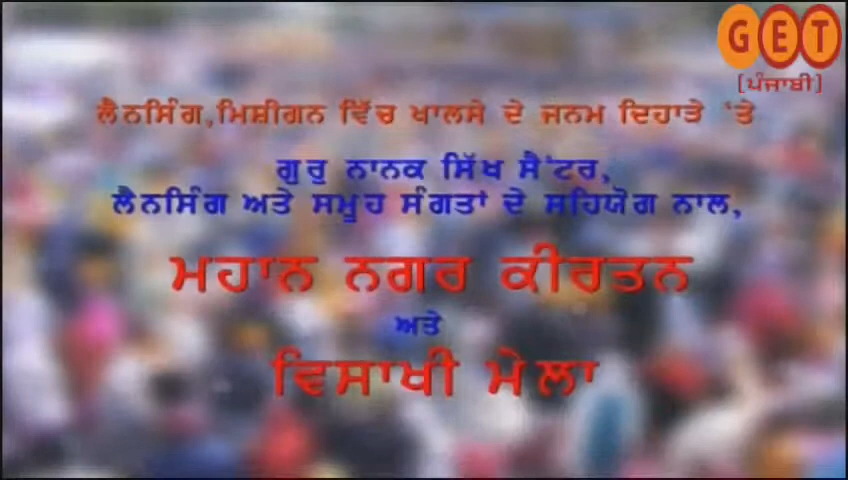 GET
[ਪੰਜਾਬੀ]
ਲੈਨਸਿੰਗ,ਮਿਸ਼ੀਗਨ ਵਿੱਚ ਖਾਲਸੇ ਦੇ ਜਨਮ ਦਿਹਾੜੇ 'ਤੇ
ਗੁਰੁ ਨਾਨਕ ਸਿੱਖ ਸੈਂਟਰ,
ਲੈਨਸਿੰਗ ਅਤੇ ਸਮੂਹ ਸੰਗਤਾਂ ਦੇ ਸਹਿਯੋਗ ਨਾਲ,
ਮਹਾਨ ਨਗਰ ਕੀਰਤਨ
ਅਤੇ
ਵਿਸਾਖੀ ਮੇਲਾ